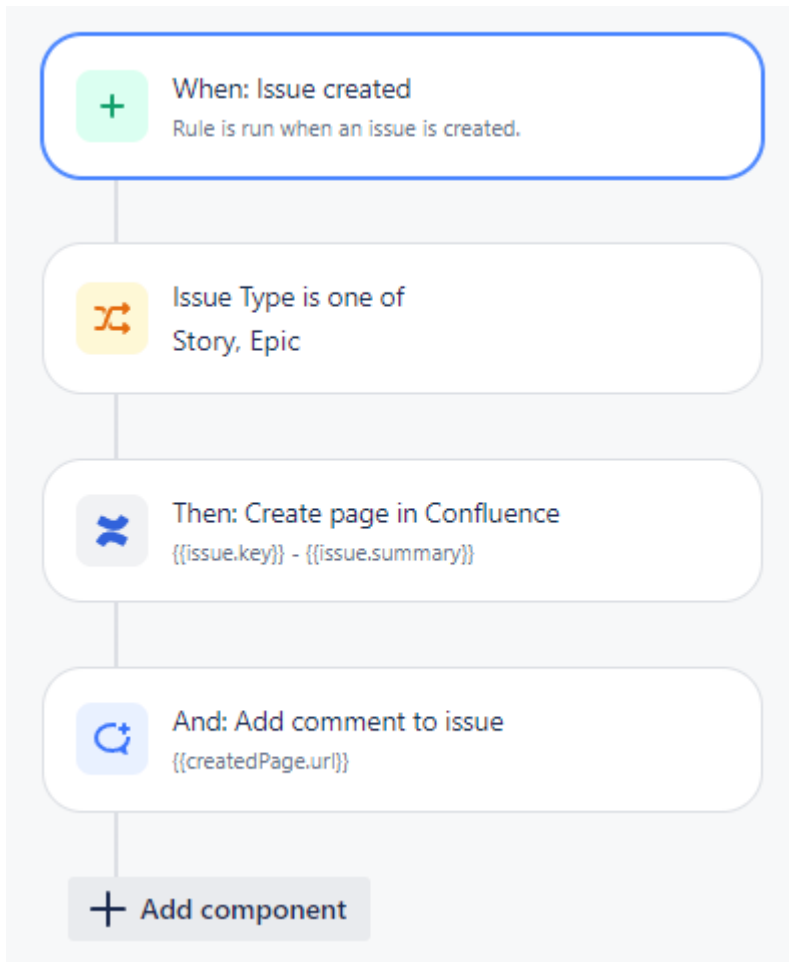 When: Issue created
Rule is run when an issue is created.
Issue Type is one of
Story, Epic
Then: Create page in Confluence
{{issue.key}} - {{issue.summary}}
And: Add comment to issue
{{createdPage.url}}
Add component